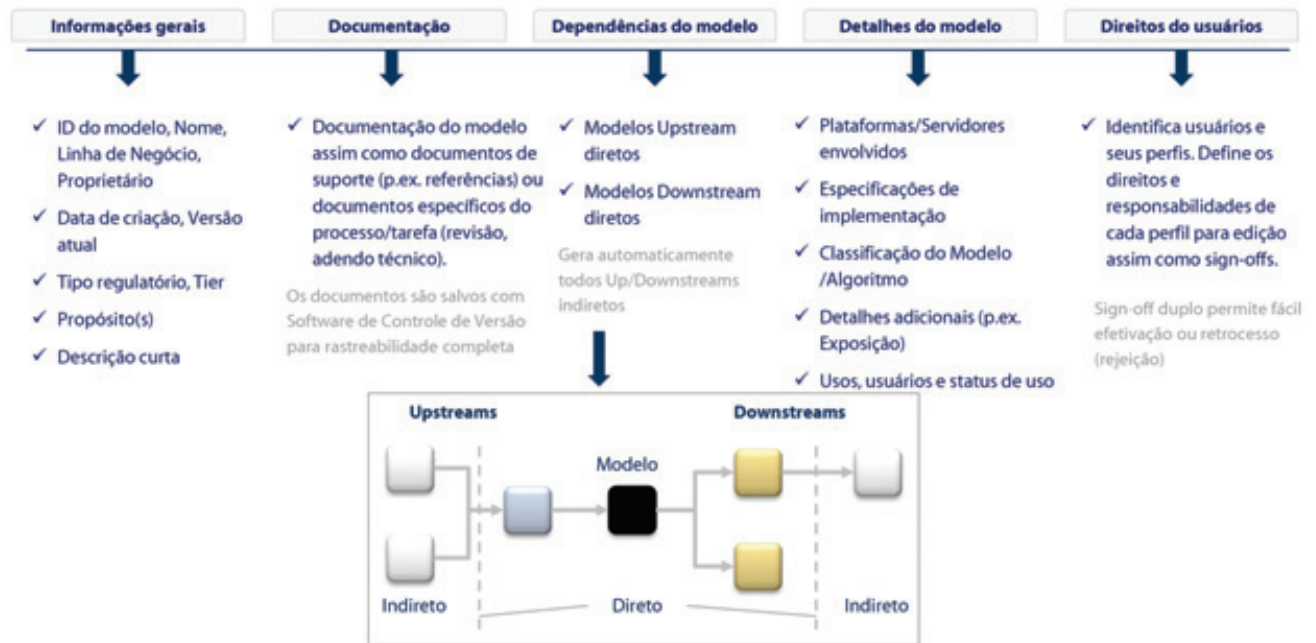 Informações gerais
Documentação
Dependências do modelo
Detalhes do modelo
Direitos do usuários
✓ ID do modelo, Nome,
Linha de Negócio,
Proprietário
✓ Data de criação, Versão
atual
✓ Tipo regulatório, Tier
✓ Propósito(s)
✓ Descrição curta
✓ Documentação do modelo
assim como documentos de
suporte (p.ex. referências) ou
documentos específicos do
processo/tarefa (revisão,
adendo técnico).
Os documentos são salvos com
Software de Controle de Versão
para rastreabilidade completa
✓ Modelos Upstream
diretos
✓ Modelos Downstream
diretos
Gera automaticamente
todos Up/Downstreams
indiretos
✓ Plataformas/Servidores
envolvidos
✓ Especificações de
implementação
✓ Classificação do Modelo
/Algoritmo
✓ Detalhes adicionais (p.ex.
Exposição)
✓ Usos, usuários e status de uso
✓ Identifica usuários e
seus perfis. Define os
direitos e
responsabilidades de
cada perfil para edição
assim como sign-offs.
Sign-off duplo permite fácil
efetivação ou retrocesso
(rejeição)
Upstreams
Downstreams
Modelo
Indireto
Direto
Indireto